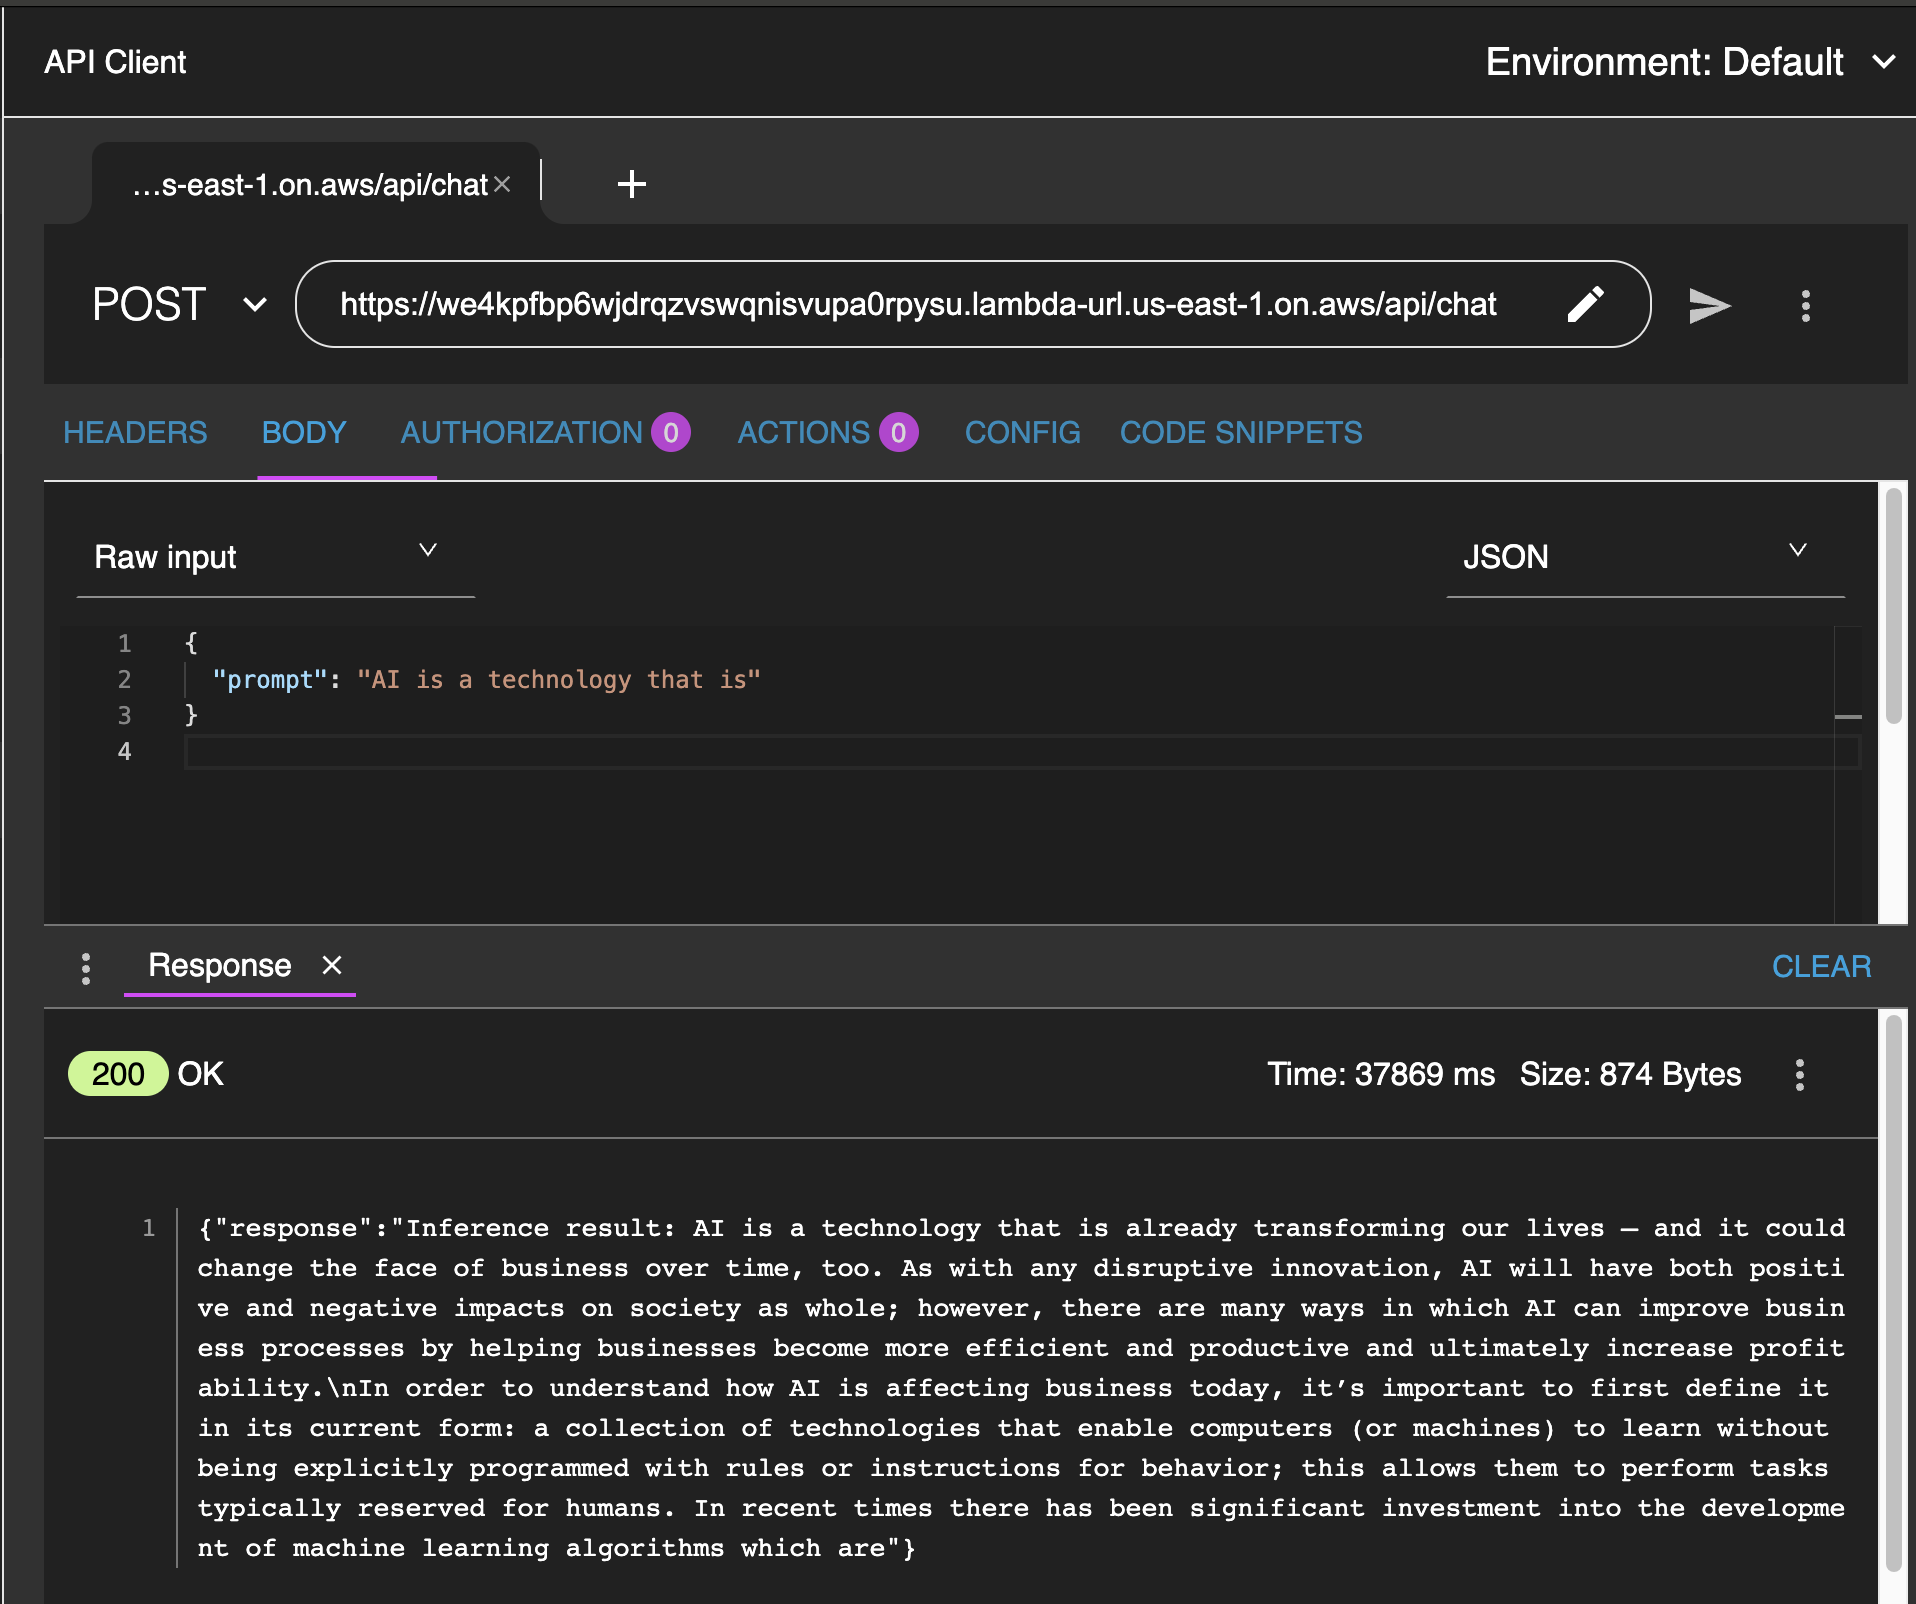 API Client
Environment: Default
...s-east-1.on.aws/api/chat
POST
https://we4kpfbp6wjdrqzvswqnisvupa0rpysu.lambda-url.us-east-1.on.aws/api/chat
HEADERS BODY AUTHORIZATION 0 ACTIONS 0 CONFIG CODE SNIPPETS
Raw input
JSON
1 {
2 "prompt": "AI is a technology that is"
3 }
4
Response
CLEAR
200 OK
Time: 37869 ms Size: 874 Bytes
1 {"response":"Inference result: AI is a technology that is already transforming our lives — and it could
change the face of business over time, too. As with any disruptive innovation, AI will have both positi
ve and negative impacts on society as whole; however, there are many ways in which AI can improve busin
ess processes by helping businesses become more efficient and productive and ultimately increase profit
ability.\nIn order to understand how AI is affecting business today, it’s important to first define it
in its current form: a collection of technologies that enable computers (or machines) to learn without
being explicitly programmed with rules or instructions for behavior; this allows them to perform tasks
typically reserved for humans. In recent times there has been significant investment into the developme
nt of machine learning algorithms which are"}